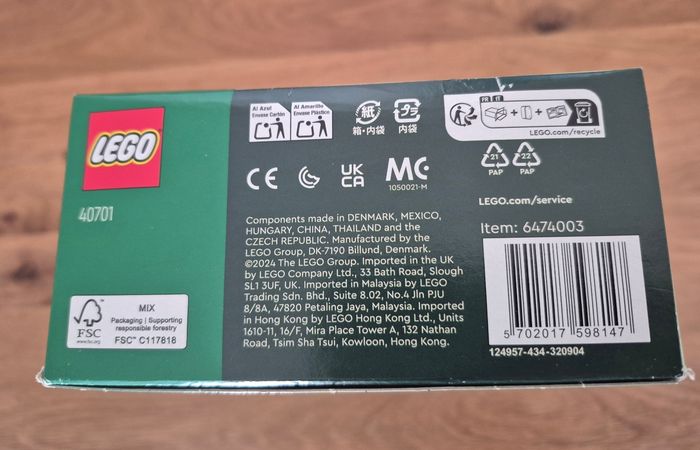 LEGO
40701
FSC
www.fsc.org
MIX
Packaging | Supporting
responsible forestry
FSC™ C117818
Al Azul
Envase Cartón
Al Amarillo
Envase Plástico
紙
箱・内袋
プラ
内袋
CE
UK
CA
MC
1050021-M
Components made in DENMARK, MEXICO,
HUNGARY, CHINA, THAILAND and the
CZECH REPUBLIC. Manufactured by the
LEGO Group, DK-7190 Billund, Denmark.
©2024 The LEGO Group. Imported in the UK
by LEGO Company Ltd., 33 Bath Road, Slough
SL1 3UF, UK. Imported in Malaysia by LEGO
Trading Sdn. Bhd., Suite 8.02, No.4 Jln PJU
8/8A, 47820 Petaling Jaya, Malaysia. Imported
in Hong Kong by LEGO Hong Kong Ltd., Units
1610-11, 16/F, Mira Place Tower A, 132 Nathan
Road, Tsim Sha Tsui, Kowloon, Hong Kong.
LEGO.com/recycle
21
PAP
22
PAP
LEGO.com/service
Item: 6474003
5 702017 598147
124957-434-320904